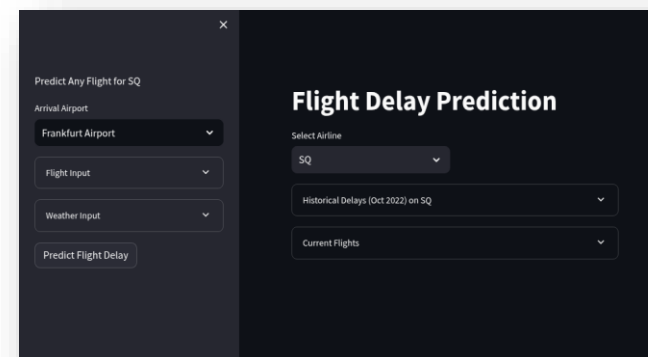 Predict Any Flight for SQ
Arrival Airport
Frankfurt Airport
Flight Input
Weather Input
Predict Flight Delay
Flight Delay Prediction
Select Airline
SQ
Historical Delays (Oct 2022) on SQ
Current Flights